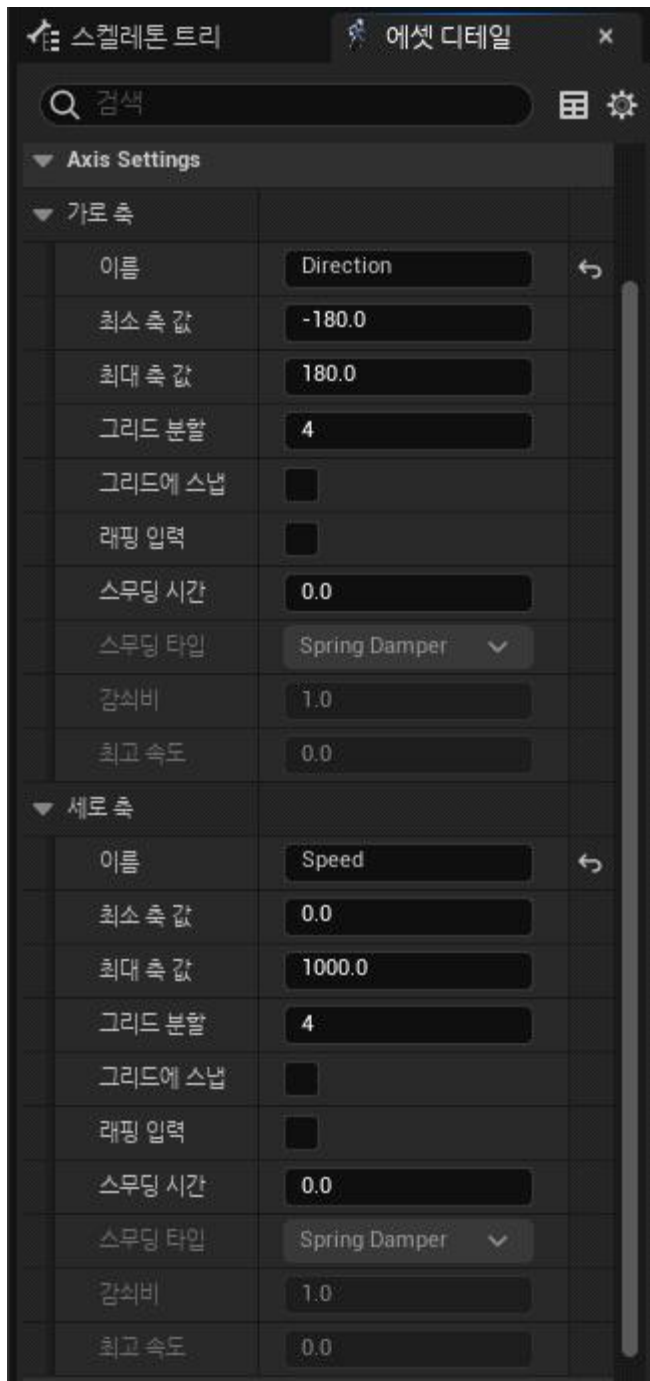 스켈레톤 트리 에셋 디테일
검색
Axis Settings
가로 축
이름 Direction
최소 축 값 -180.0
최대 축 값 180.0
그리드 분할 4
그리드에 스냅
래핑 입력
스무딩 시간 0.0
스무딩 타입 Spring Damper
감쇠비 1.0
최고 속도 0.0
세로 축
이름 Speed
최소 축 값 0.0
최대 축 값 1000.0
그리드 분할 4
그리드에 스냅
래핑 입력
스무딩 시간 0.0
스무딩 타입 Spring Damper
감쇠비 1.0
최고 속도 0.0